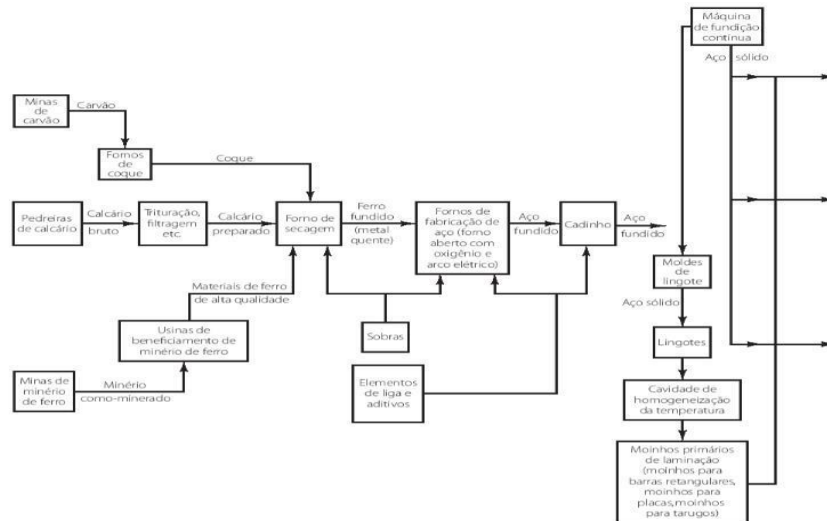 Máquina
de fundição
contínua
Aço sólido
Minas
de
carvão
Carvão
Fornos
de
coque
Coque
Pedreiras
de calcário
Calcário
bruto
Trituração,
filtragem
etc.
Calcário
preparado
Forno de
secagem
Ferro
fundido
(metal
quente)
Fornos de
fabricação de
aço (forno
aberto com
oxigênio e
arco elétrico)
Aço
fundido
Cadinho
Aço
fundido
Moldes de
lingote
Aço sólido
Lingotes
Cavidade de
homogeneização
da temperatura
Moinhos primários
de laminação
(moinhos para
barras retangulares,
moinhos para
placas,moinhos
para tarugos)
Materiais de ferro
de alta qualidade
Usinas de
beneficiamento de
minério de ferro
Sobras
Elementos
de liga e
aditivos
Minas de
minério
de ferro
Minério
como-minerado